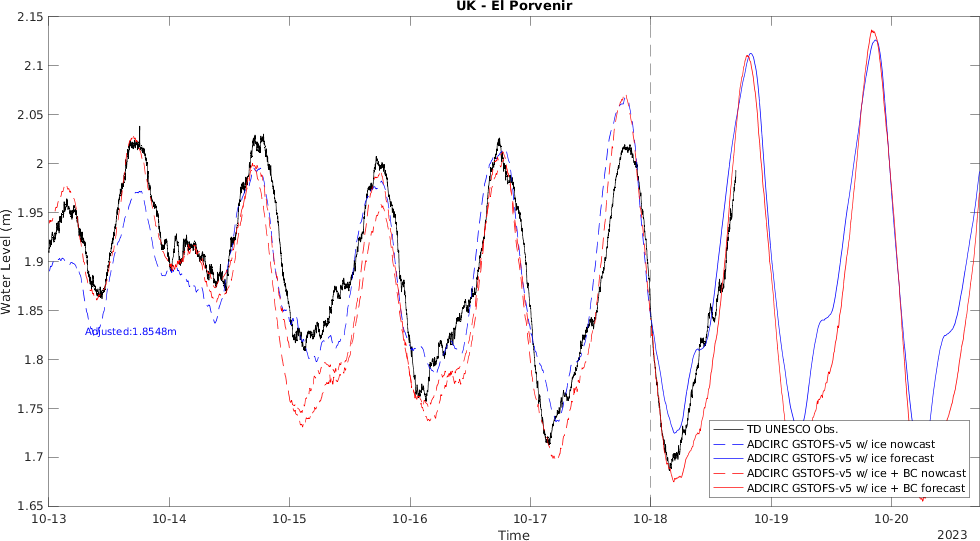 UK - El Porvenir
2.15
2.1
2.05
2
1.95
1.9
1.85
1.8
1.75
1.7
1.65
Water Level (m)
Adjusted:1.8548m
TD UNESCO Obs.
ADCIRC GSTOFS-v5 w/ ice nowcast
ADCIRC GSTOFS-v5 w/ ice forecast
ADCIRC GSTOFS-v5 w/ ice + BC nowcast
ADCIRC GSTOFS-v5 w/ ice + BC forecast
10-13 10-14 10-15 10-16 10-17 10-18 10-19 10-20
Time
2023